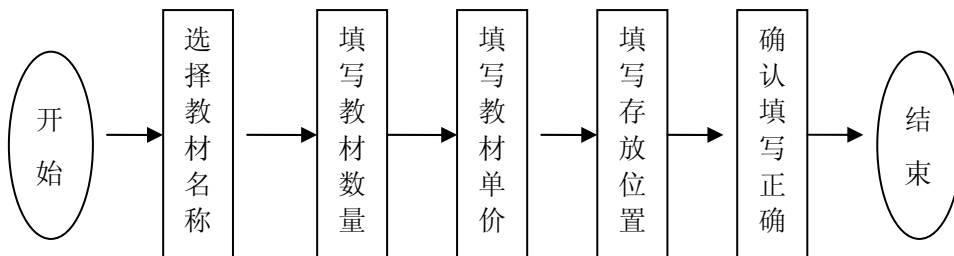 开始
选择教材名称
填写教材数量
填写教材单价
填写存放位置
确认填写正确
结束